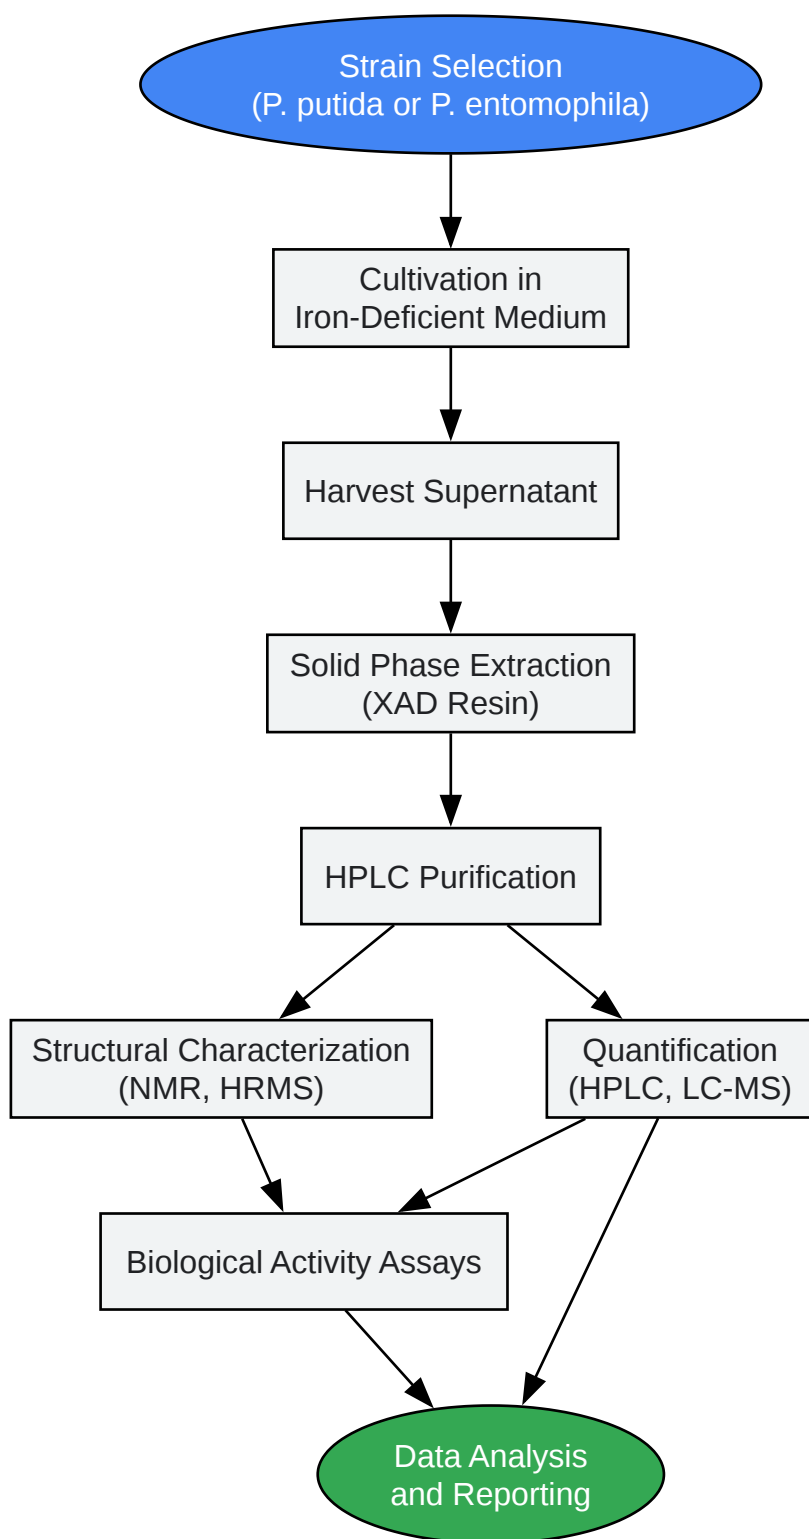 Strain Selection
(P. putida or P. entomophila)
Cultivation in
Iron-Deficient Medium
Harvest Supernatant
Solid Phase Extraction
(XAD Resin)
HPLC Purification
Structural Characterization
(NMR, HRMS)
Quantification
(HPLC, LC-MS)
Biological Activity Assays
Data Analysis
and Reporting